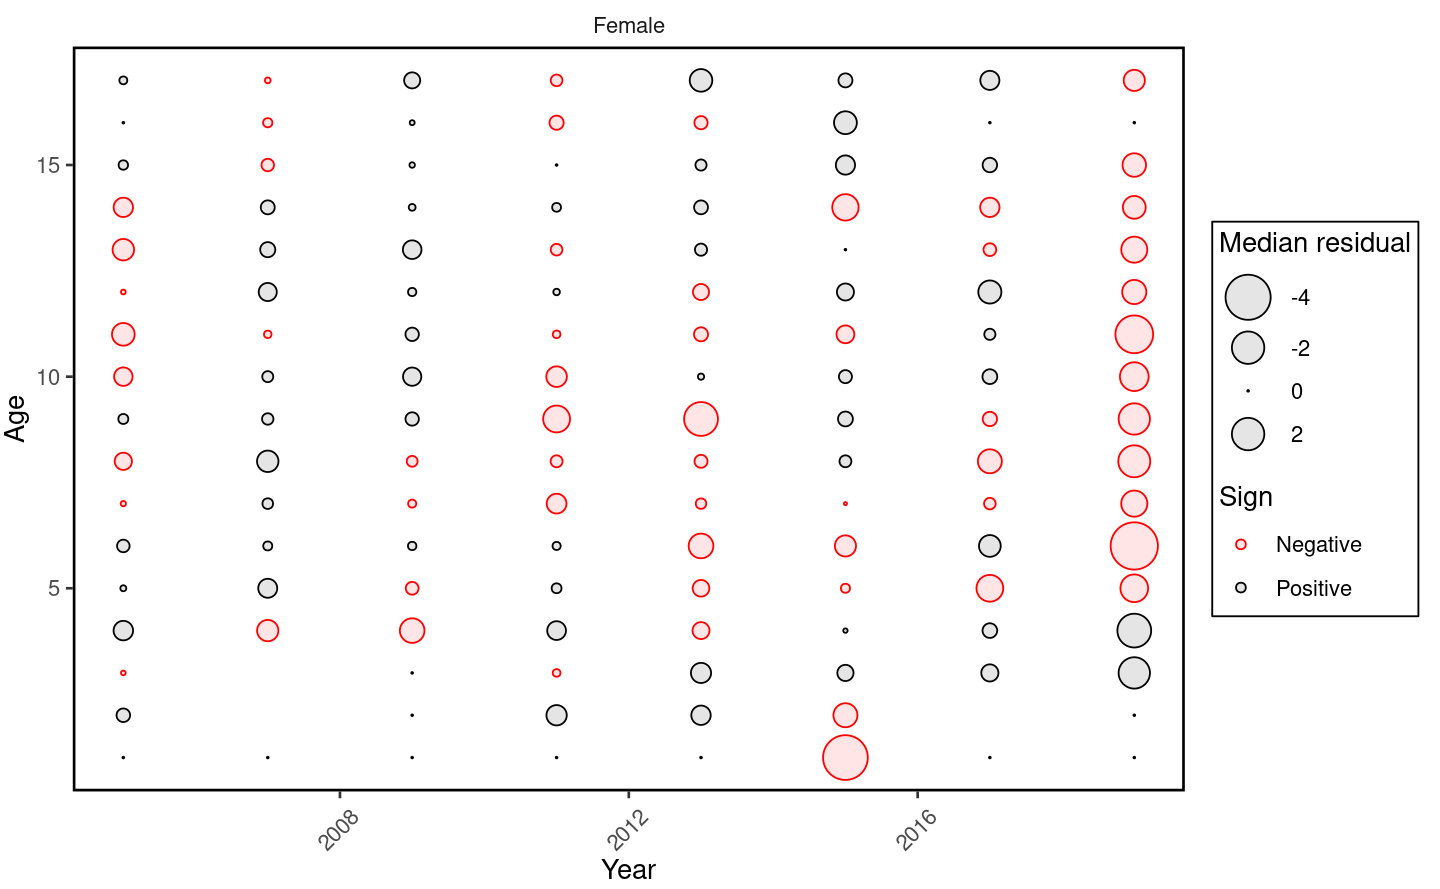 Female
15
10
5
Age
2008
2012
2016
Year
Median residual
-4
-2
0
2
Sign
Negative
Positive